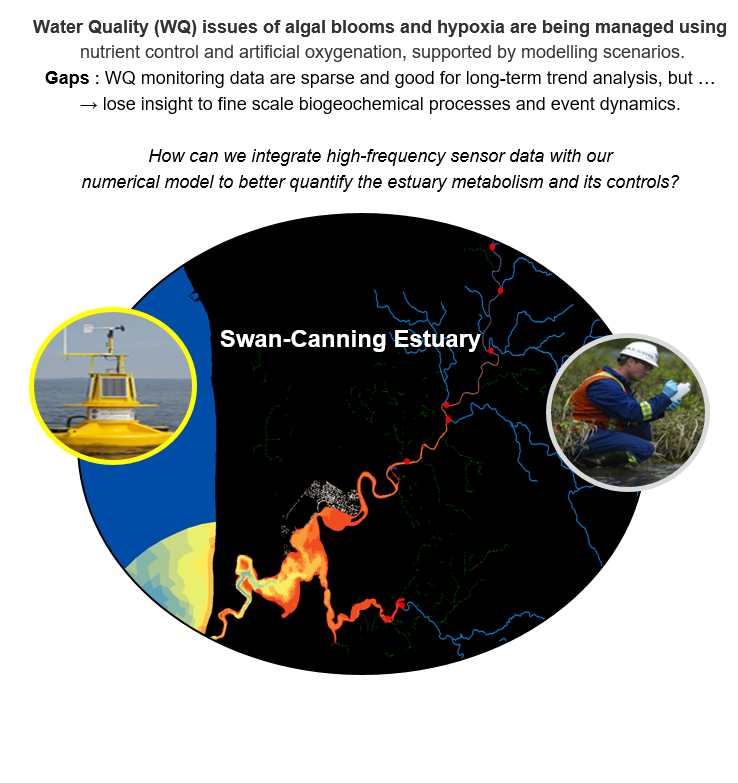 Water Quality (WQ) issues of algal blooms and hypoxia are being managed using
nutrient control and artificial oxygenation, supported by modelling scenarios.
Gaps : WQ monitoring data are sparse and good for long-term trend analysis, but …
→ lose insight to fine scale biogeochemical processes and event dynamics.
How can we integrate high-frequency sensor data with our
numerical model to better quantify the estuary metabolism and its controls?
Swan-Canning Estuary